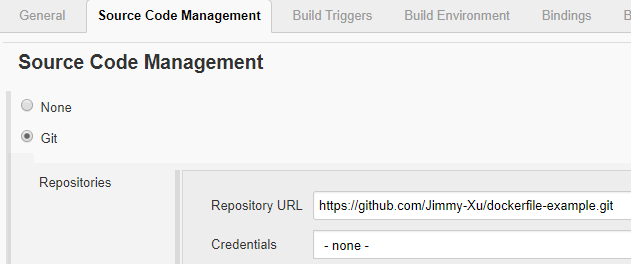 General Source Code Management Build Triggers Build Environment Bindings
Source Code Management
None
Git
Repositories
Repository URL https://github.com/Jimmy-Xu/dockerfile-example.git
Credentials - none -